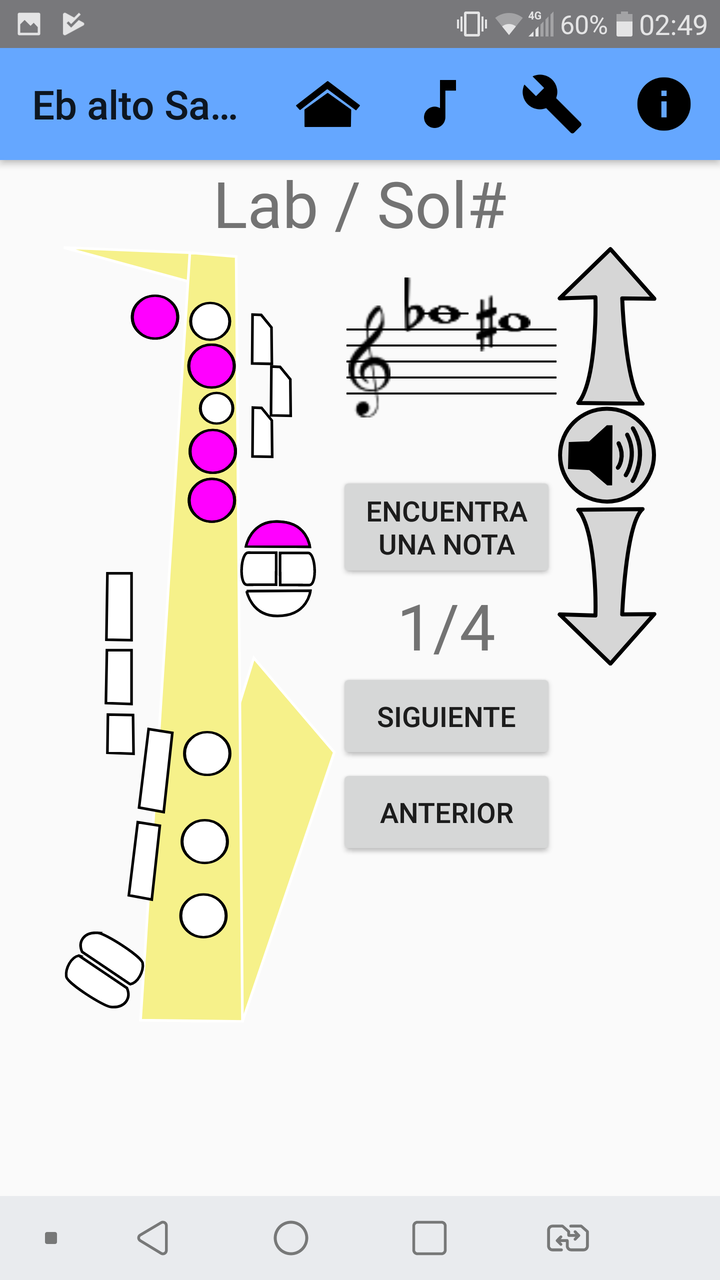 4G 60% 02:49
Eb alto Sa...
Lab / Sol#
ENCUENTRA
UNA NOTA
1/4
SIGUIENTE
ANTERIOR